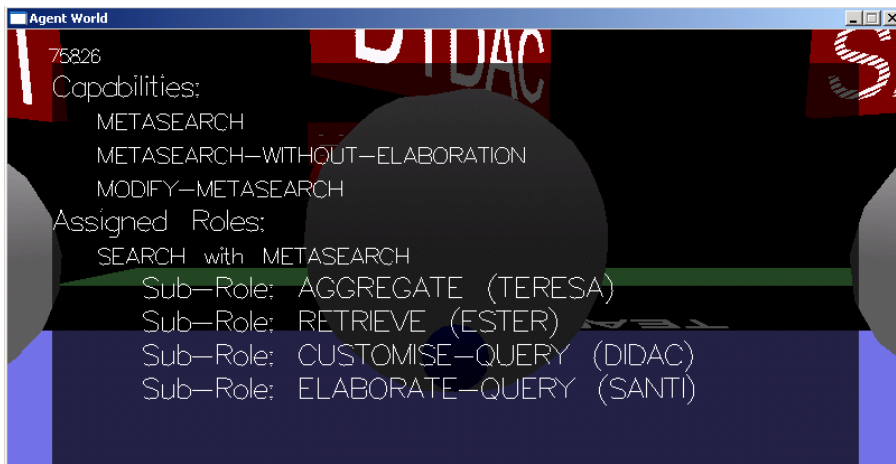 Agent World
DIDAC
75826
Capabilities:
METASEARCH
METASEARCH-WITHOUT-ELABORATION
MODIFY-METASEARCH
Assigned Roles:
SEARCH with METASEARCH
Sub-Role: AGGREGATE (TERESA)
Sub-Role: RETRIEVE (ESTER)
Sub-Role: CUSTOMISE-QUERY (DIDAC)
Sub-Role: ELABORATE-QUERY (SANTI)